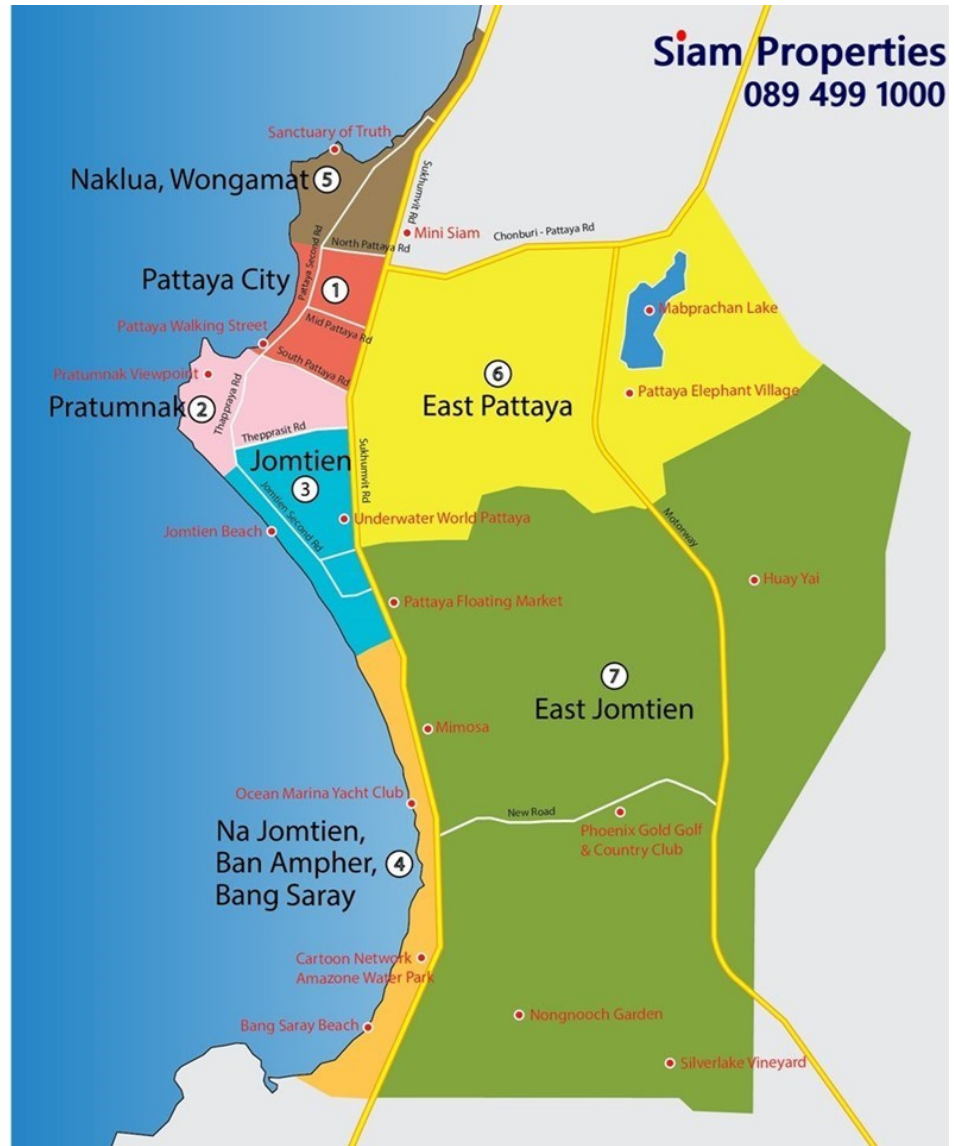 Siam Properties
089 499 1000
Sanctuary of Truth
Naklua, Wongamat 5
Sukhumvit Rd
Mini Siam
Chonburi - Pattaya Rd
North Pattaya Rd
Pattaya Second Rd
Pattaya City
1
Mabprachan Lake
Mid Pattaya Rd
Pattaya Walking Street
South Pattaya Rd
Pratumnak Viewpoint
6
East Pattaya
Pattaya Elephant Village
Pratumnak 2
Thappraya Rd
Thepprasit Rd
Jomtien
3
Sukhumvit Rd
Jomtien Second Rd
Underwater World Pattaya
Jomtien Beach
Motorway
Huay Yai
Pattaya Floating Market
7
East Jomtien
Mimosa
Ocean Marina Yacht Club
New Road
Phoenix Gold Golf
& Country Club
Na Jomtien,
Ban Ampher, 4
Bang Saray
Cartoon Network
Amazone Water Park
Bang Saray Beach
Nongnooch Garden
Silverlake Vineyard